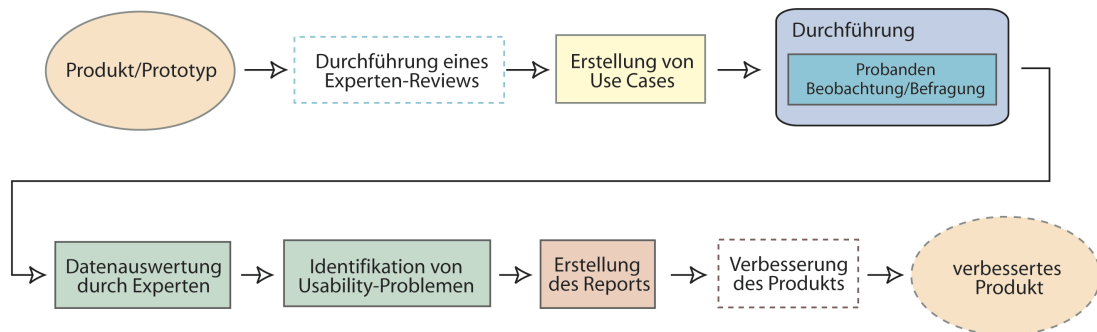 Produkt/Prototyp
Durchführung eines
Experten-Reviews
Erstellung von
Use Cases
Durchführung
Probanden
Beobachtung/Befragung
Datenauswertung
durch Experten
Identifikation von
Usability-Problemen
Erstellung
des Reports
Verbesserung
des Produkts
verbessertes
Produkt